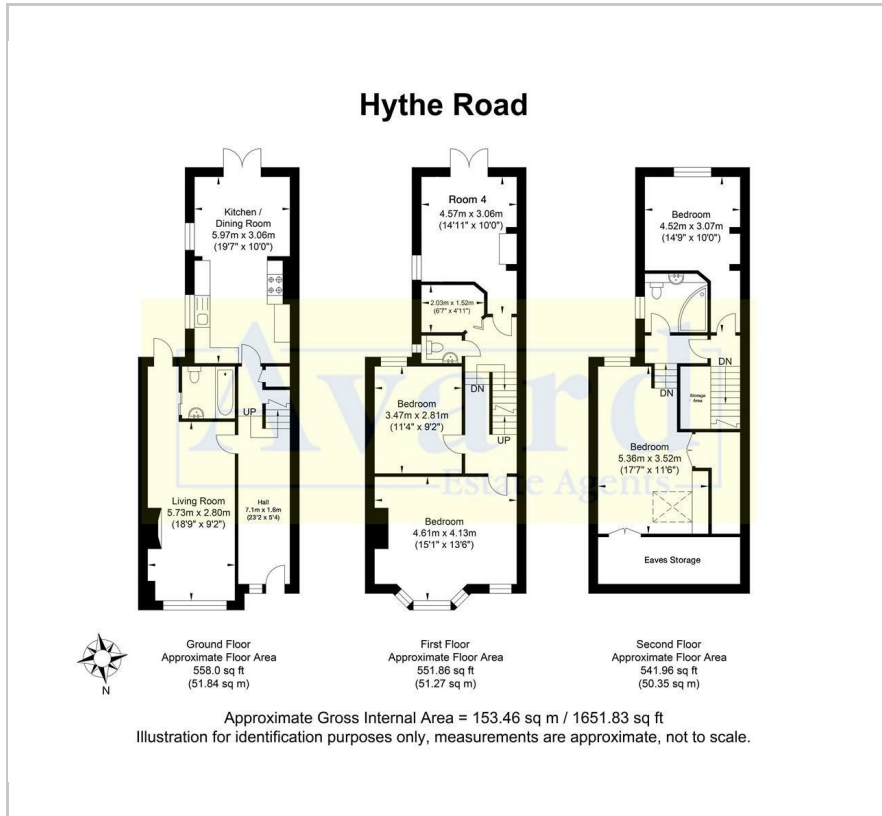 Hythe Road
Kitchen /
Dining Room
5.97m x 3.06m
(19'7" x 10'0")
UP
Living Room
5.73m x 2.80m
(18'9" x 9'2")
Hall
7.1m x 1.6m
(23'2 x 5'4)
Room 4
4.57m x 3.06m
(14'11" x 10'0")
2.03m x 1.52m
(6'7" x 4'11")
Bedroom
3.47m x 2.81m
(11'4" x 9'2")
DN
UP
Bedroom
4.61m x 4.13m
(15'1" x 13'6")
Bedroom
4.52m x 3.07m
(14'9" x 10'0")
DN
DN
Storage
Area
Bedroom
5.36m x 3.52m
(17'7" x 11'6")
Eaves Storage
Avard
Estate Agents
N
Ground Floor
Approximate Floor Area
558.0 sq ft
(51.84 sq m)
First Floor
Approximate Floor Area
551.86 sq ft
(51.27 sq m)
Second Floor
Approximate Floor Area
541.96 sq ft
(50.35 sq m)
Approximate Gross Internal Area = 153.46 sq m / 1651.83 sq ft
Illustration for identification purposes only, measurements are approximate, not to scale.